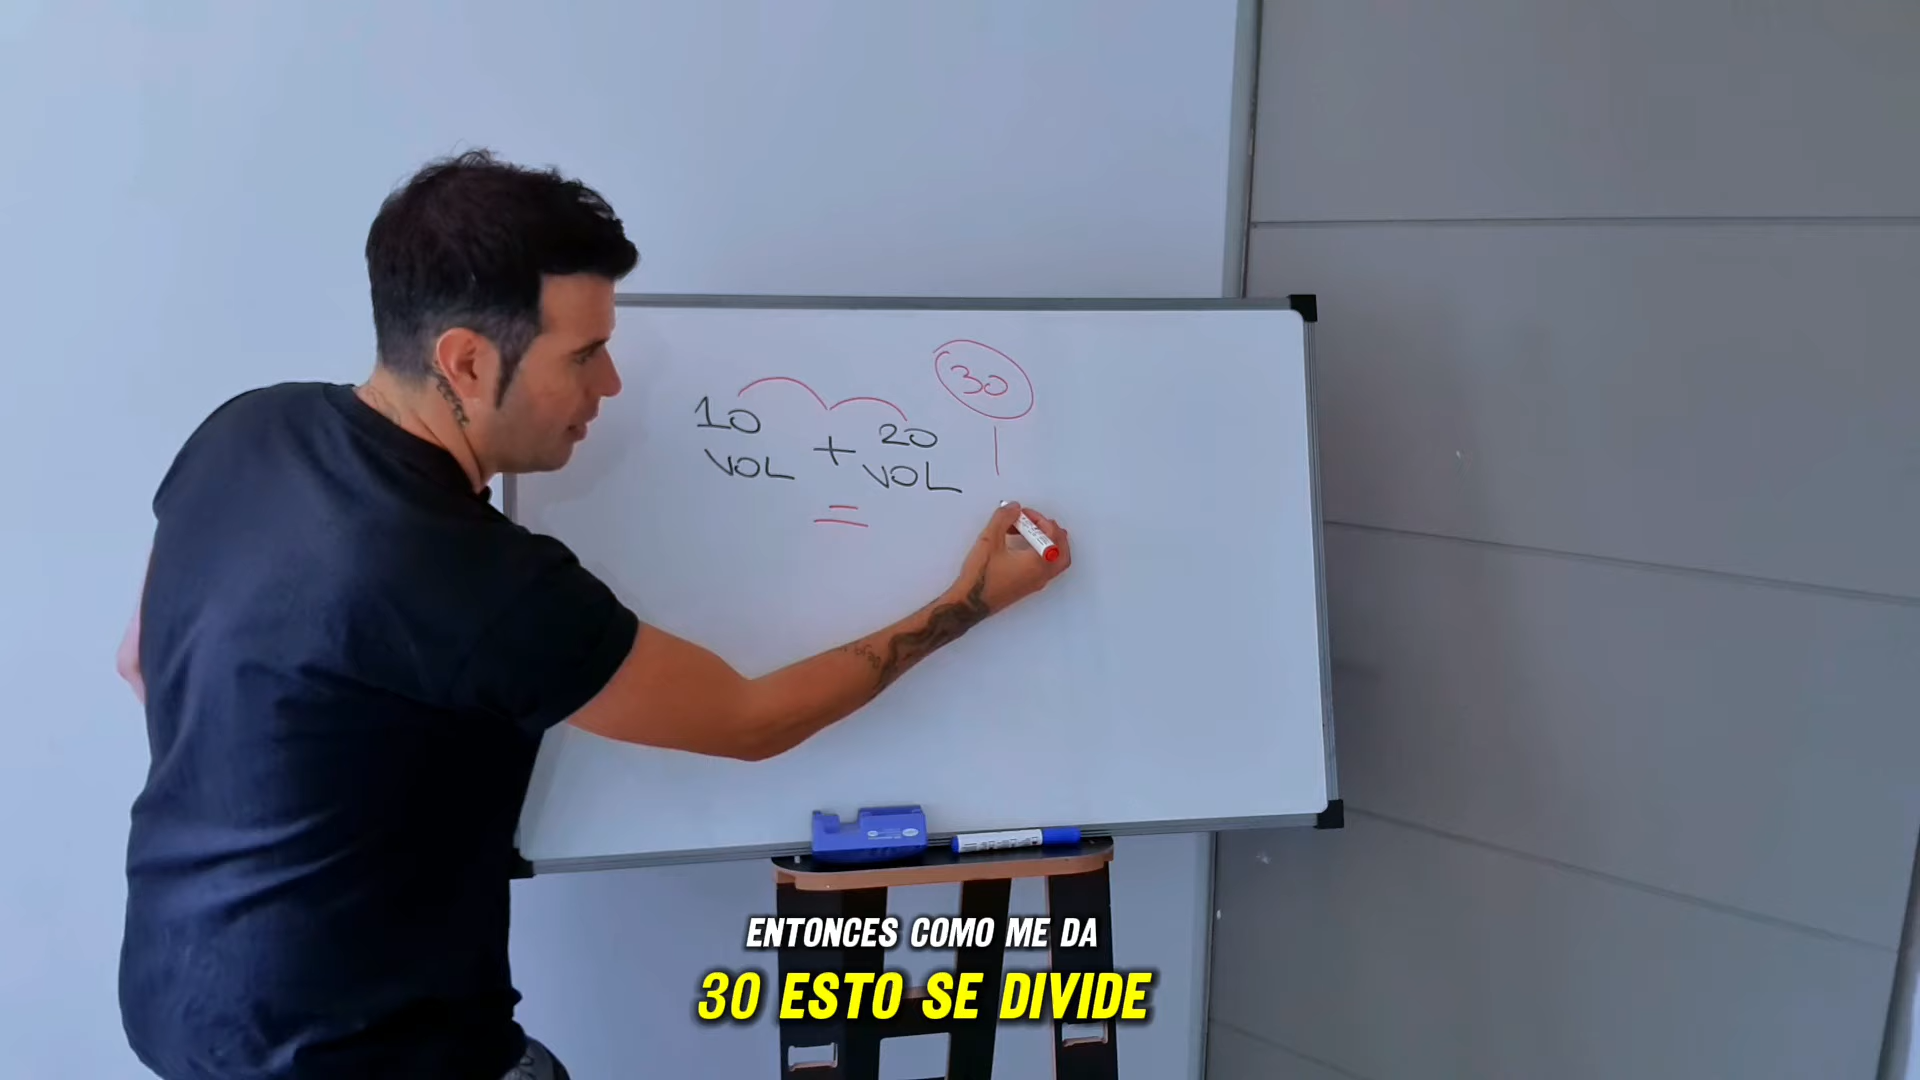 30
10 + 20
VOL VOL
=
ENTONCES COMO ME DA
30 ESTO SE DIVIDE